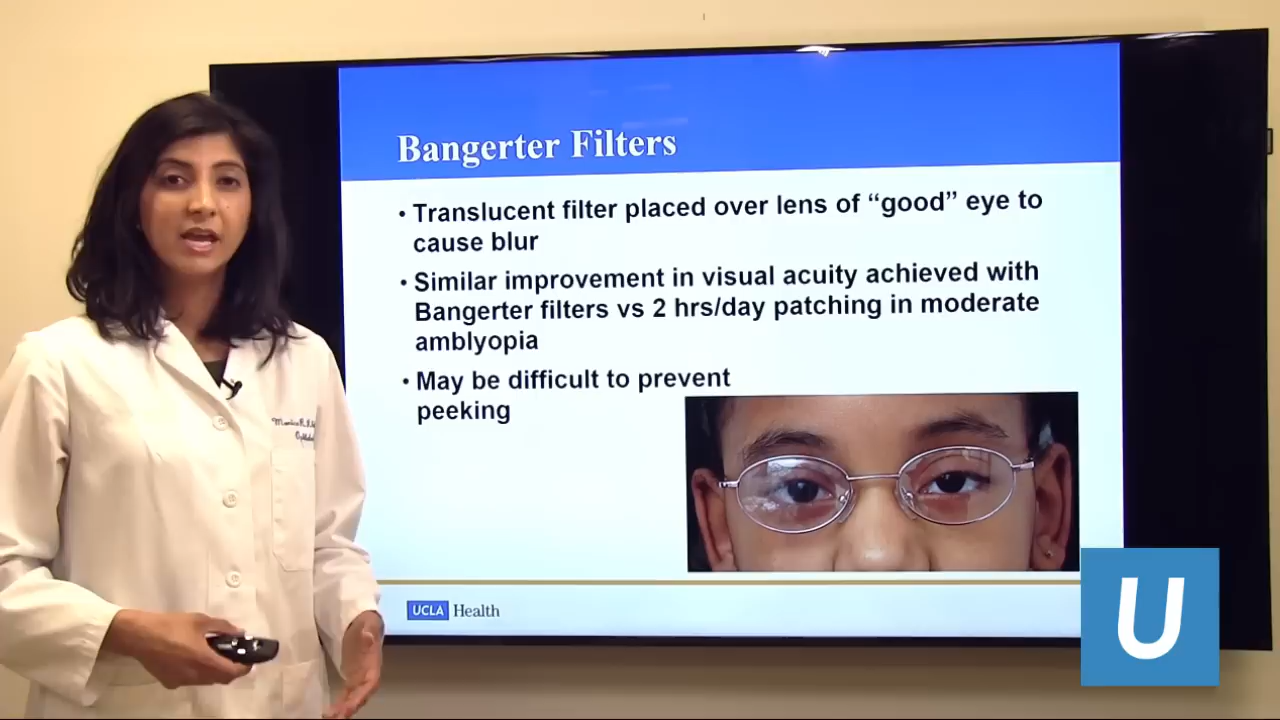 Bangerter Filters
• Translucent filter placed over lens of “good” eye to
cause blur
• Similar improvement in visual acuity achieved with
Bangerter filters vs 2 hrs/day patching in moderate
amblyopia
• May be difficult to prevent
peeking
UCLA Health
U